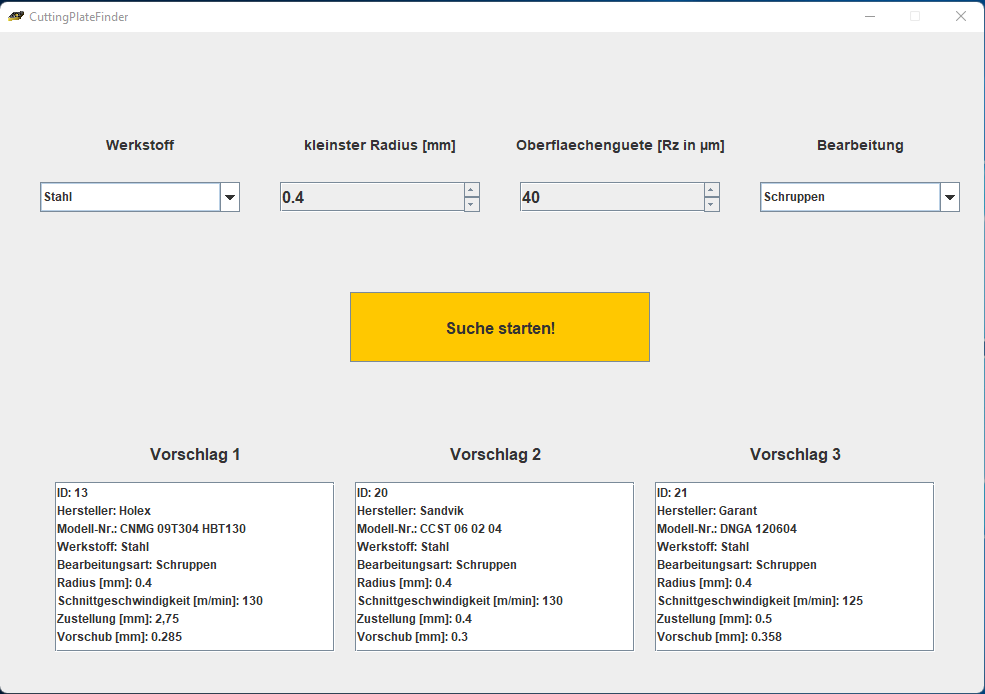 CuttingPlateFinder
Werkstoff
kleinster Radius [mm]
Oberflaechenguete [Rz in µm]
Bearbeitung
Stahl
0.4
40
Schruppen
Suche starten!
Vorschlag 1
Vorschlag 2
Vorschlag 3
ID: 13
Hersteller: Holex
Modell-Nr.: CNMG 09T304 HBT130
Werkstoff: Stahl
Bearbeitungsart: Schruppen
Radius [mm]: 0.4
Schnittgeschwindigkeit [m/min]: 130
Zustellung [mm]: 2,75
Vorschub [mm]: 0.285
ID: 20
Hersteller: Sandvik
Modell-Nr.: CCST 06 02 04
Werkstoff: Stahl
Bearbeitungsart: Schruppen
Radius [mm]: 0.4
Schnittgeschwindigkeit [m/min]: 130
Zustellung [mm]: 0.4
Vorschub [mm]: 0.3
ID: 21
Hersteller: Garant
Modell-Nr.: DNGA 120604
Werkstoff: Stahl
Bearbeitungsart: Schruppen
Radius [mm]: 0.4
Schnittgeschwindigkeit [m/min]: 125
Zustellung [mm]: 0.5
Vorschub [mm]: 0.358